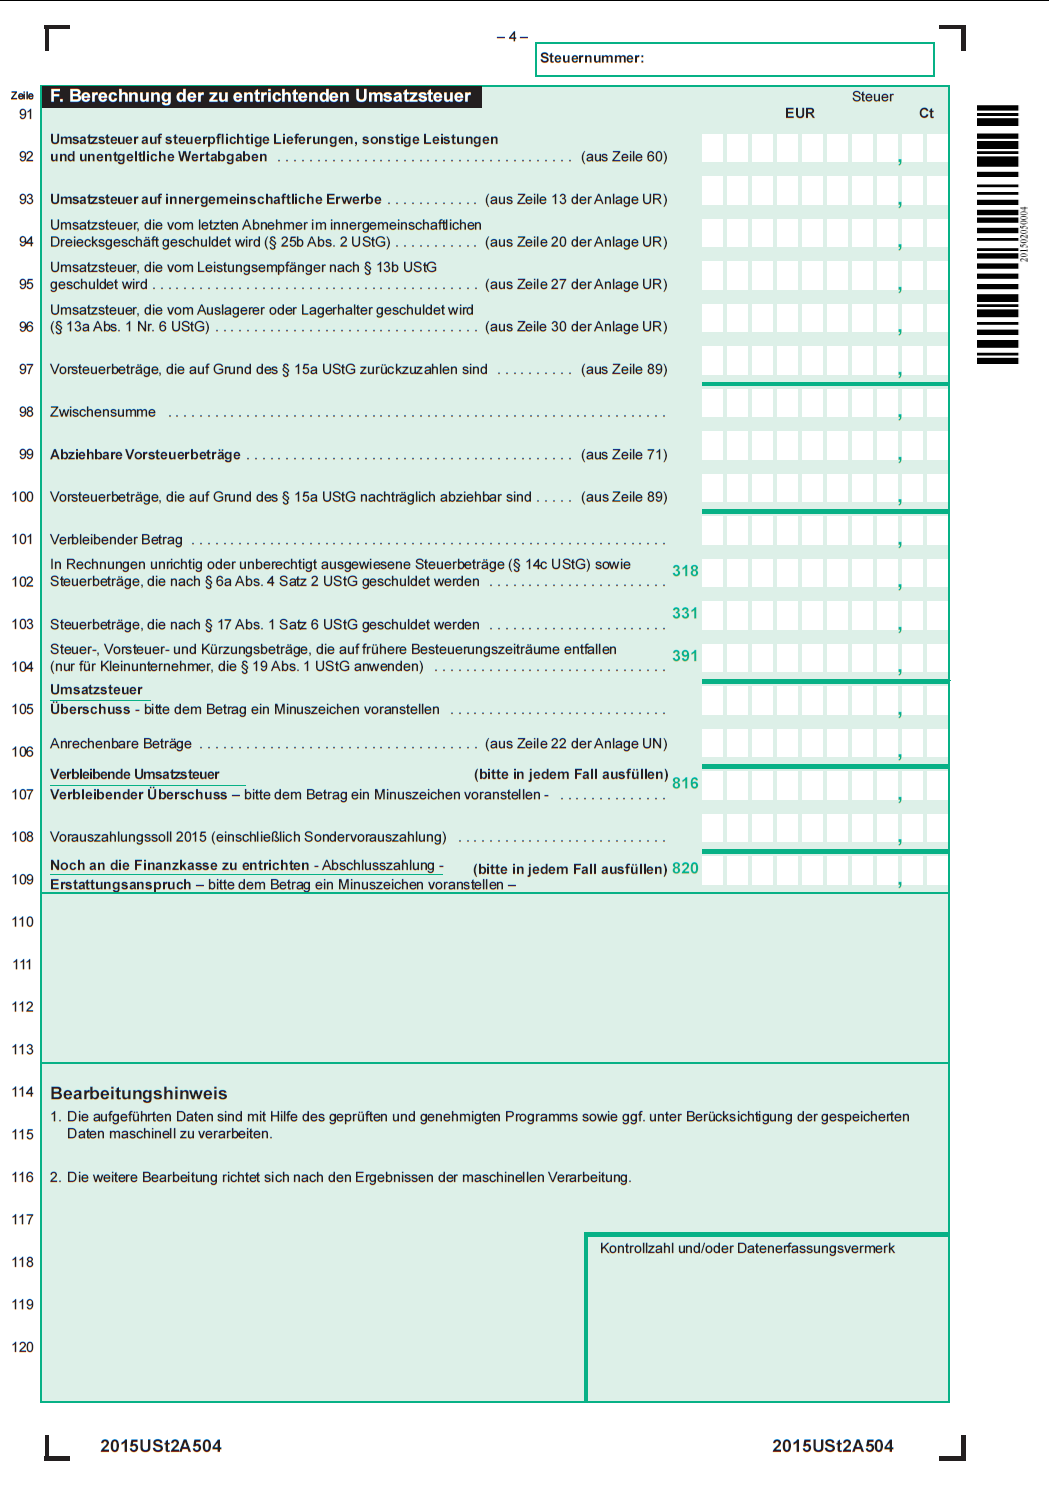 – 4 –
Steuernummer:
Zeile F. Berechnung der zu entrichtenden Umsatzsteuer Steuer
91 EUR Ct
Umsatzsteuer auf steuerpflichtige Lieferungen, sonstige Leistungen
92 und unentgeltliche Wertabgaben . . . . . . . . . . . . . . . . . . . . (aus Zeile 60) ,
93 Umsatzsteuer auf innergemeinschaftliche Erwerbe . . . . . . . . . . . . (aus Zeile 13 der Anlage UR) ,
Umsatzsteuer, die vom letzten Abnehmer im innergemeinschaftlichen
94 Dreiecksgeschäft geschuldet wird (§ 25b Abs. 2 UStG) . . . . . . . . . . . (aus Zeile 20 der Anlage UR) ,
Umsatzsteuer, die vom Leistungsempfänger nach § 13b UStG
95 geschuldet wird . . . . . . . . . . . . . . . . . . . . (aus Zeile 27 der Anlage UR) ,
Umsatzsteuer, die vom Auslagerer oder Lagerhalter geschuldet wird
96 (§ 13a Abs. 1 Nr. 6 UStG) . . . . . . . . . . . . . . . . . . . . (aus Zeile 30 der Anlage UR) ,
97 Vorsteuerbeträge, die auf Grund des § 15a UStG zurückzuzahlen sind . . . . . . . . . . (aus Zeile 89) ,
98 Zwischensumme . . . . . . . . . . . . . . . . . . . . ,
99 Abziehbare Vorsteuerbeträge . . . . . . . . . . . . . . . . . . . . (aus Zeile 71) ,
100 Vorsteuerbeträge, die auf Grund des § 15a UStG nachträglich abziehbar sind . . . . . (aus Zeile 89) ,
101 Verbleibender Betrag . . . . . . . . . . . . . . . . . . . . ,
In Rechnungen unrichtig oder unberechtigt ausgewiesene Steuerbeträge (§ 14c UStG) sowie
102 Steuerbeträge, die nach § 6a Abs. 4 Satz 2 UStG geschuldet werden . . . . . . . . . . . . . . . . . . . . 318 ,
103 Steuerbeträge, die nach § 17 Abs. 1 Satz 6 UStG geschuldet werden . . . . . . . . . . . . . . . . . . . . 331 ,
Steuer-, Vorsteuer- und Kürzungsbeträge, die auf frühere Besteuerungszeiträume entfallen
104 (nur für Kleinunternehmer, die § 19 Abs. 1 UStG anwenden) . . . . . . . . . . . . . . . . . . . . 391 ,
Umsatzsteuer
105 Überschuss - bitte dem Betrag ein Minuszeichen voranstellen . . . . . . . . . . . . . . . . . . . . ,
106 Anrechenbare Beträge . . . . . . . . . . . . . . . . . . . . (aus Zeile 22 der Anlage UN) ,
Verbleibende Umsatzsteuer (bitte in jedem Fall ausfüllen) 816
107 Verbleibender Überschuss – bitte dem Betrag ein Minuszeichen voranstellen - . . . . . . . . . . . . . . ,
108 Vorauszahlungssoll 2015 (einschließlich Sondervorauszahlung) . . . . . . . . . . . . . . . . . . . . ,
Noch an die Finanzkasse zu entrichten - Abschlusszahlung - (bitte in jedem Fall ausfüllen) 820
109 Erstattungsanspruch – bitte dem Betrag ein Minuszeichen voranstellen – ,
110
111
112
113
114 Bearbeitungshinweis
1. Die aufgeführten Daten sind mit Hilfe des geprüften und genehmigten Programms sowie ggf. unter Berücksichtigung der gespeicherten
115 Daten maschinell zu verarbeiten.
116 2. Die weitere Bearbeitung richtet sich nach den Ergebnissen der maschinellen Verarbeitung.
117
Kontrollzahl und/oder Datenerfassungsvermerk
118
119
120
2015USt2A504 2015USt2A504
201502050004